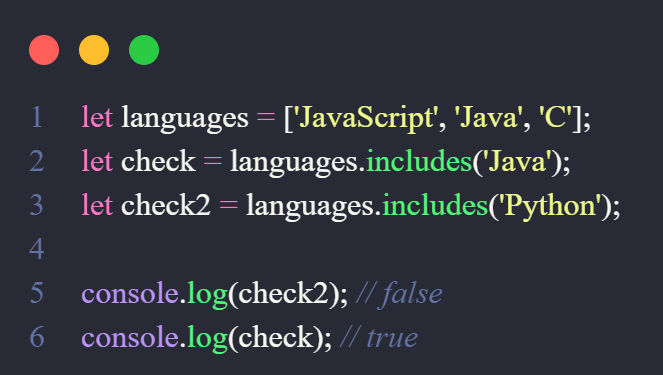 1 let languages = ['JavaScript', 'Java', 'C'];
2 let check = languages.includes('Java');
3 let check2 = languages.includes('Python');
4
5 console.log(check2); // false
6 console.log(check); // true